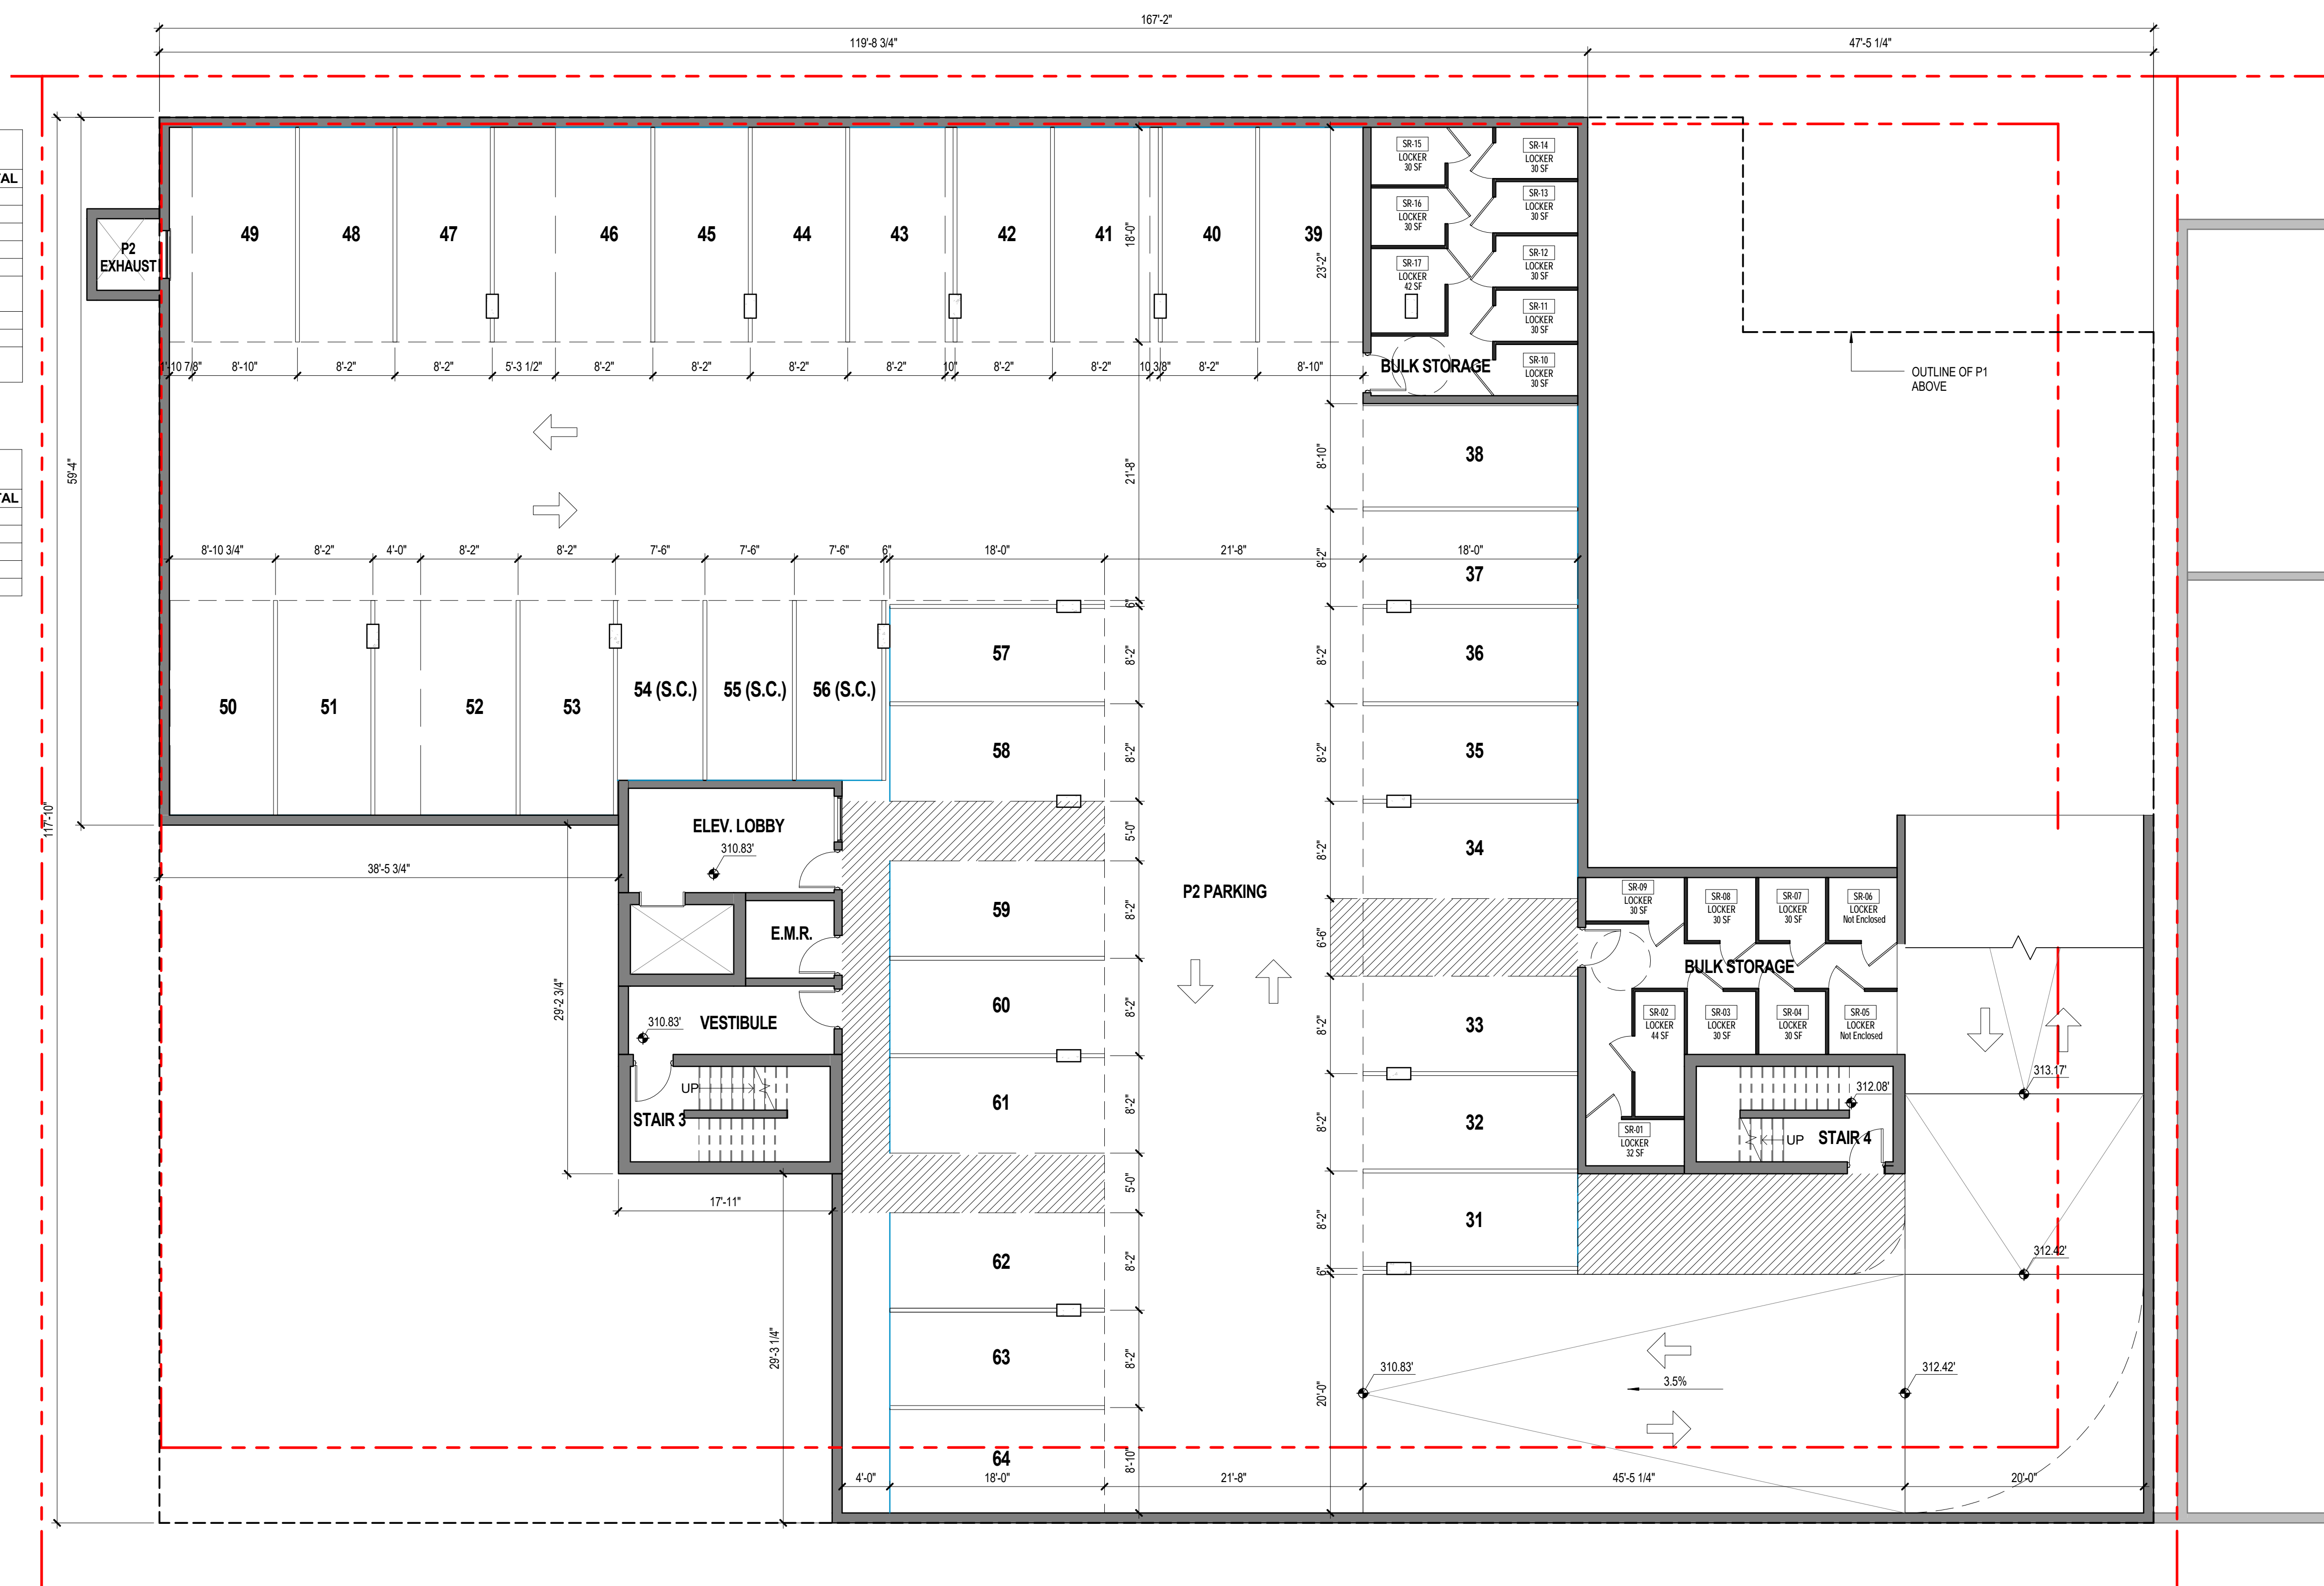 167'-2"
119'-8 3/4"
47'-5 1/4"
TAL
TAL
59'-4"
117'-10"
P2
EXHAUST
49
48
47
46
45
44
43
42
41
40
39
18'-0"
23'-2"
SR-15
LOCKER
30 SF
SR-14
LOCKER
30 SF
SR-16
LOCKER
30 SF
SR-13
LOCKER
30 SF
SR-17
LOCKER
42 SF
SR-12
LOCKER
30 SF
SR-11
LOCKER
30 SF
SR-10
LOCKER
30 SF
BULK STORAGE
OUTLINE OF P1
ABOVE
8'-10"
8'-2"
8'-2"
5'-3 1/2"
8'-2"
8'-2"
8'-2"
8'-2"
10"
8'-2"
8'-2"
10 3/8"
8'-2"
8'-10"
21'-8"
8'-10"
38
8'-10 3/4"
8'-2"
4'-0"
8'-2"
8'-2"
7'-6"
7'-6"
7'-6"
6"
18'-0"
21'-8"
18'-0"
8'-2"
37
6"
50
51
52
53
54 (S.C.)
55 (S.C.)
56 (S.C.)
57
8'-2"
8'-2"
36
58
8'-2"
8'-2"
35
ELEV. LOBBY
310.83'
5'-0"
8'-2"
34
38'-5 3/4"
P2 PARKING
59
8'-2"
E.M.R.
6'-6"
SR-09
LOCKER
30 SF
SR-08
LOCKER
30 SF
SR-07
LOCKER
30 SF
SR-06
LOCKER
Not Enclosed
BULK STORAGE
29'-2 3/4"
310.83'
VESTIBULE
60
8'-2"
8'-2"
33
SR-02
LOCKER
44 SF
SR-03
LOCKER
30 SF
SR-04
LOCKER
30 SF
SR-05
LOCKER
Not Enclosed
313.17'
UP
STAIR 3
61
8'-2"
8'-2"
32
SR-01
LOCKER
32 SF
312.08'
UP
STAIR 4
17'-11"
5'-0"
8'-2"
31
62
8'-2"
6"
312.42'
29'-3 1/4"
63
8'-2"
20'-0"
310.83'
3.5%
312.42'
64
8'-10"
4'-0"
18'-0"
21'-8"
45'-5 1/4"
20'-0"